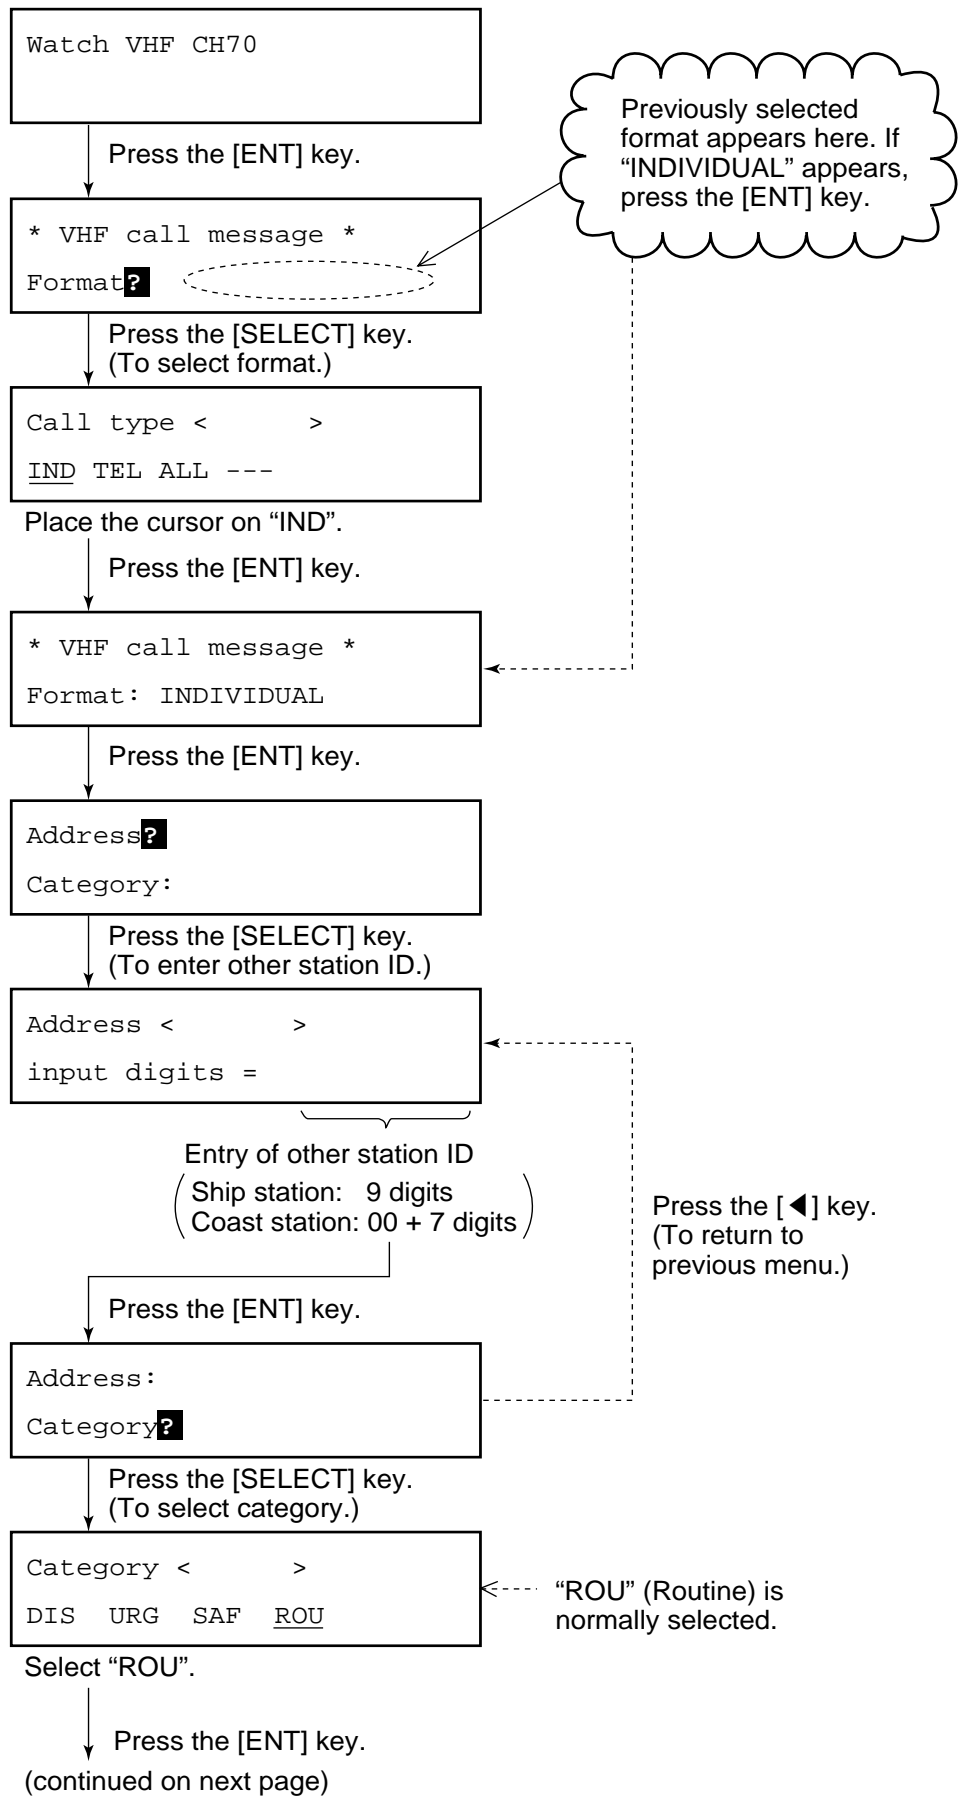 Watch VHF CH70
Previously selected
format appears here. If
“INDIVIDUAL” appears,
press the [ENT] key.
Press the [ENT] key.
* VHF call message *
Format?
Press the [SELECT] key.
(To select format.)
Call type < >
IND TEL ALL ---
Place the cursor on “IND”.
Press the [ENT] key.
* VHF call message *
Format: INDIVIDUAL
Press the [ENT] key.
Address?
Category:
Press the [SELECT] key.
(To enter other station ID.)
Address < >
input digits =
Entry of other station ID
Ship station: 9 digits
Coast station: 00 + 7 digits
Press the [◀] key.
(To return to
previous menu.)
Press the [ENT] key.
Address:
Category?
Press the [SELECT] key.
(To select category.)
Category < >
DIS URG SAF ROU
“ROU” (Routine) is
normally selected.
Select “ROU”.
Press the [ENT] key.
(continued on next page)